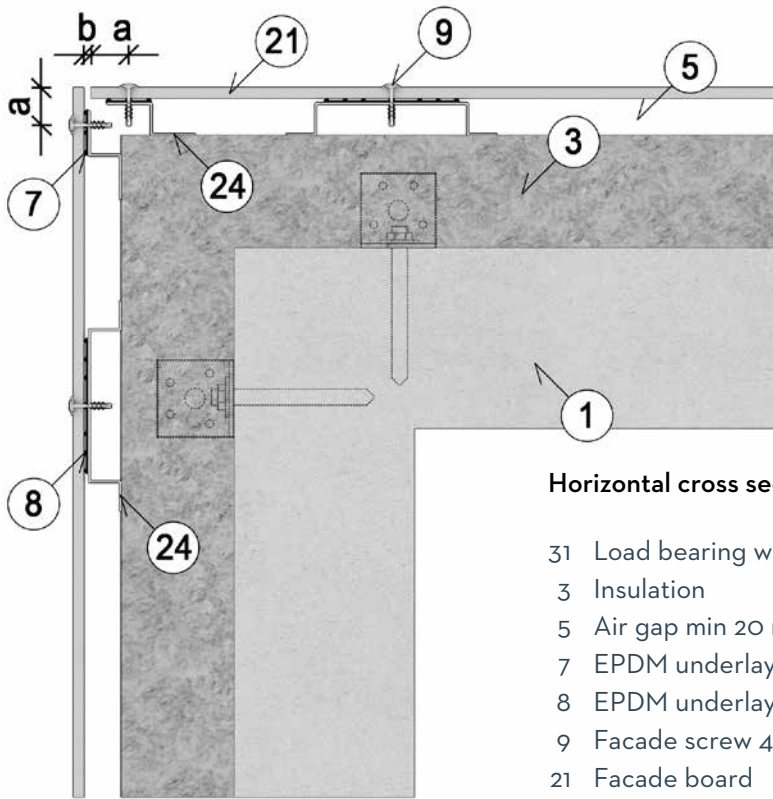 b a
21
9
5
a
3
7
24
1
8
24
Horizontal cross se
31 Load bearing w
3 Insulation
5 Air gap min 20
7 EPDM underlay
8 EPDM underlay
9 Facade screw 4
21 Facade board